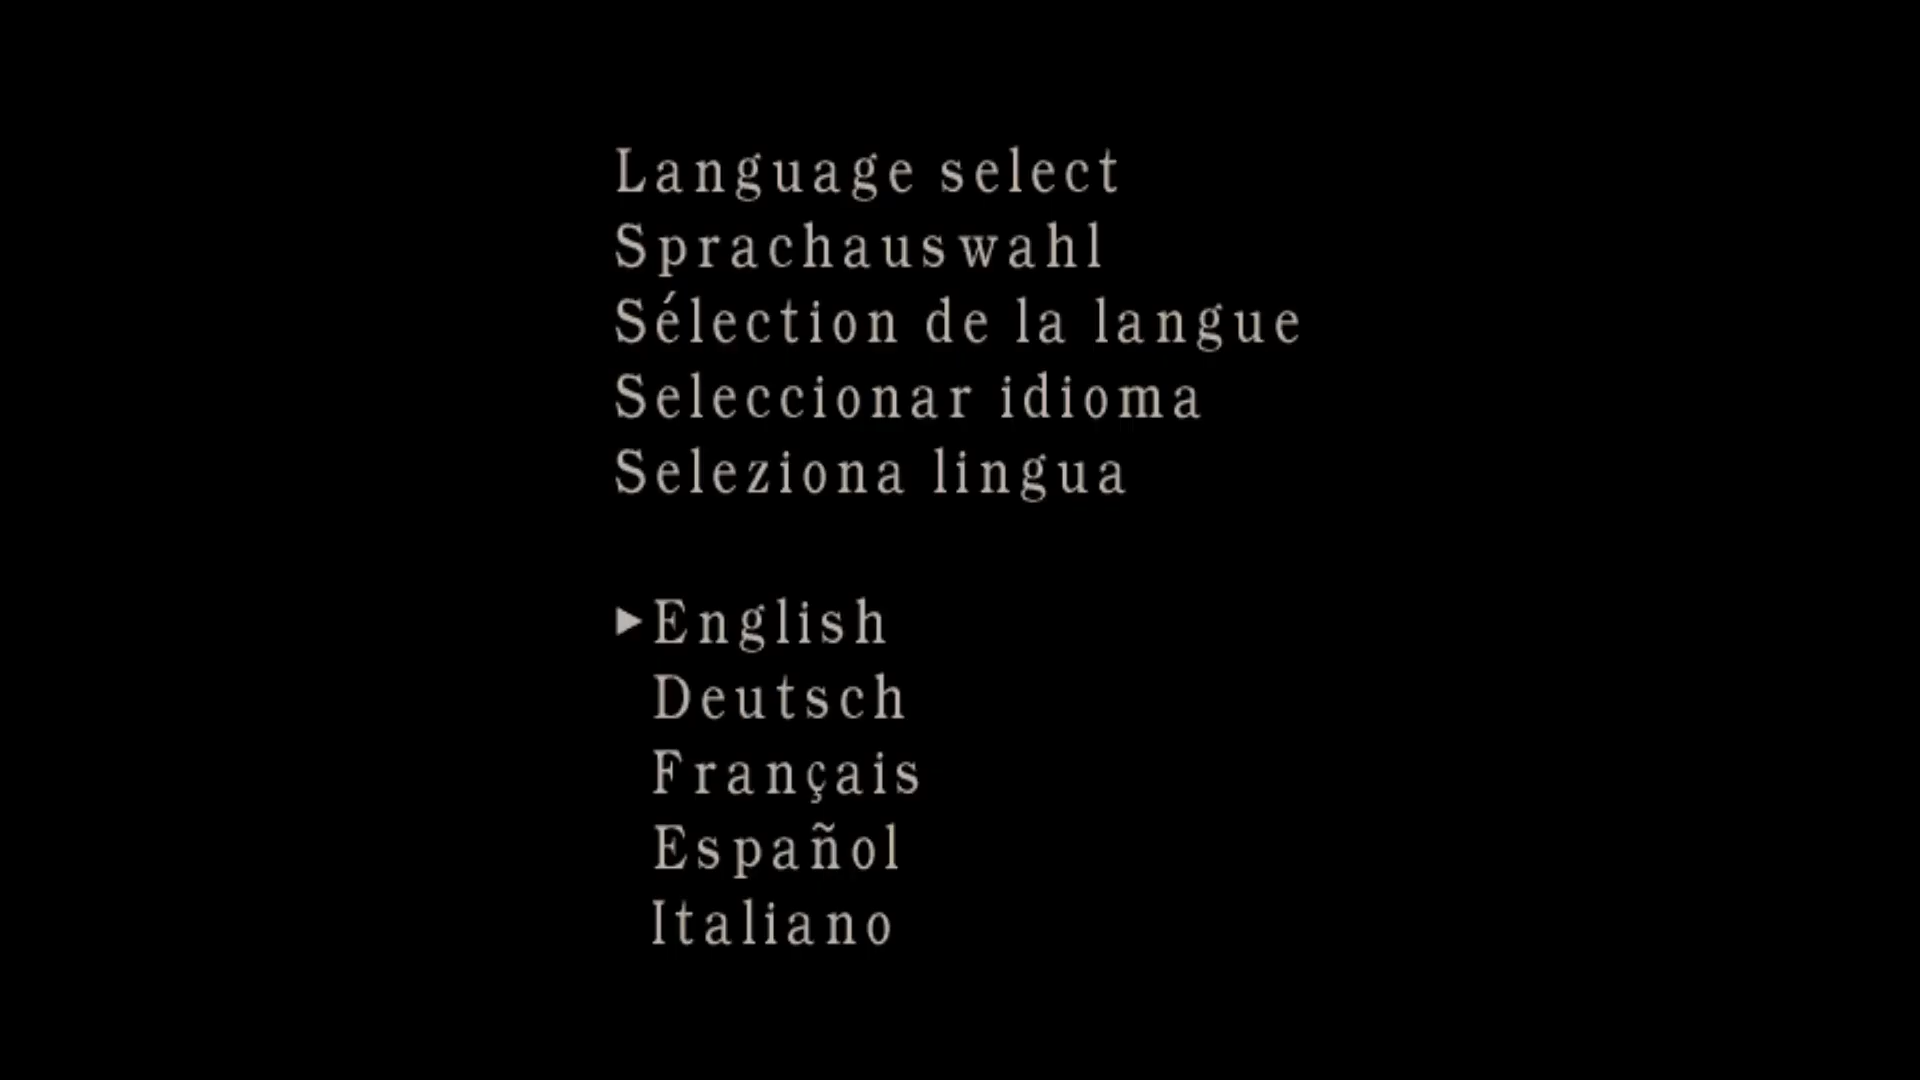 Language select
Sprachauswahl
Sélection de la langue
Seleccionar idioma
Seleziona lingua
▶English
Deutsch
Français
Español
Italiano